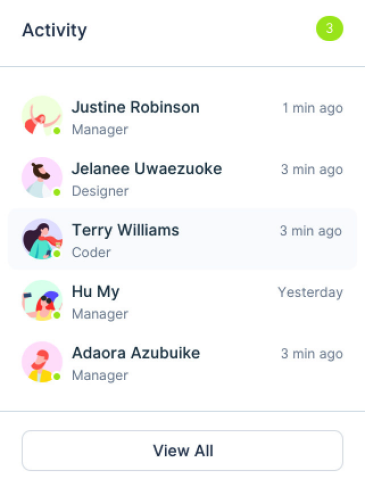 Activity
3
Justine Robinson
1 min ago
Manager
Jelanee Uwaezuoke
3 min ago
Designer
Terry Williams
3 min ago
Coder
Hu My
Yesterday
Manager
Adaora Azubuike
3 min ago
Manager
View All